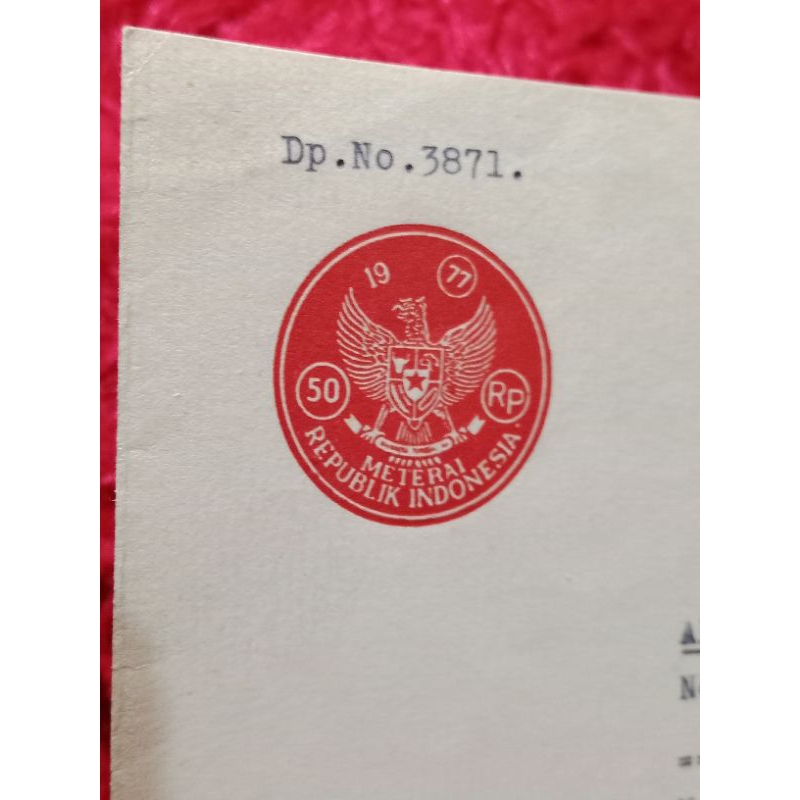 Dp.No.3871.
19 77
50 RP
METERAI
REPUBLIK INDONESIA